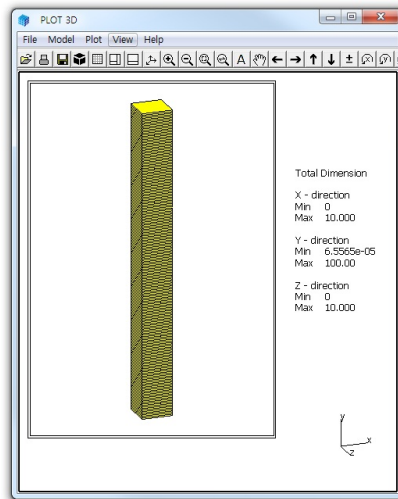 PLOT 3D
File Model Plot View Help
A
Total Dimension
X - direction
Min 0
Max 10.000
Y - direction
Min 6.5565e-05
Max 100.00
Z - direction
Min 0
Max 10.000
y
x
z